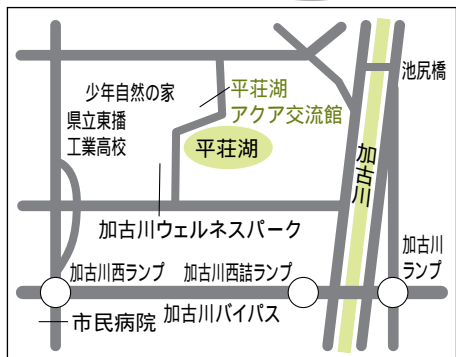 池尻橋
少年自然の家
平荘湖
アクア交流館
県立東播
工業高校
平荘湖
加古川
加古川ウェルネスパーク
加古川
ランプ
加古川西ランプ
加古川西詰ランプ
市民病院
加古川バイパス